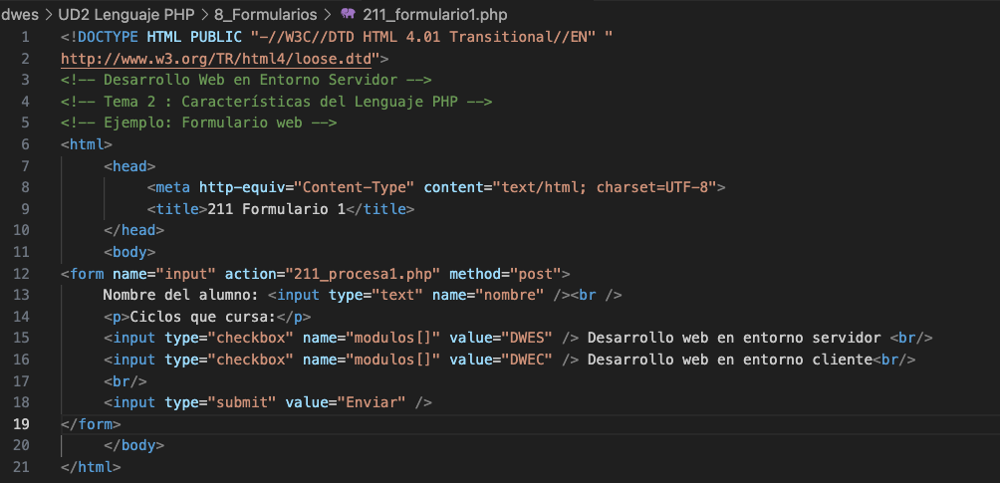 dwes > UD2 Lenguaje PHP > 8_Formularios > 211_formulario1.php
1 <!DOCTYPE HTML PUBLIC "-//W3C//DTD HTML 4.01 Transitional//EN" "
2 http://www.w3.org/TR/html4/loose.dtd">
3 <!-- Desarrollo Web en Entorno Servidor -->
4 <!-- Tema 2 : Características del Lenguaje PHP -->
5 <!-- Ejemplo: Formulario web -->
6 <html>
7 <head>
8 <meta http-equiv="Content-Type" content="text/html; charset=UTF-8">
9 <title>211 Formulario 1</title>
10 </head>
11 <body>
12 <form name="input" action="211_procesa1.php" method="post">
13 Nombre del alumno: <input type="text" name="nombre" /><br />
14 <p>Ciclos que cursa:</p>
15 <input type="checkbox" name="modulos[]" value="DWES" /> Desarrollo web en entorno servidor <br/>
16 <input type="checkbox" name="modulos[]" value="DWEC" /> Desarrollo web en entorno cliente<br/>
17 <br/>
18 <input type="submit" value="Enviar" />
19 </form>
20 </body>
21 </html>